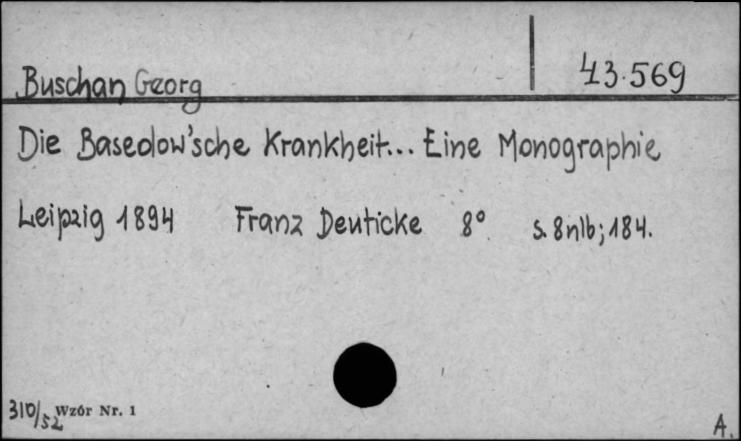 Buschan Georg 43.569
Die Basedow'sche Krankheit... Eine Monographie
Leipzig 1894 Franz Deuticke 8° s. 8nlb; 184.
310/52 Wzór Nr. 1
A.